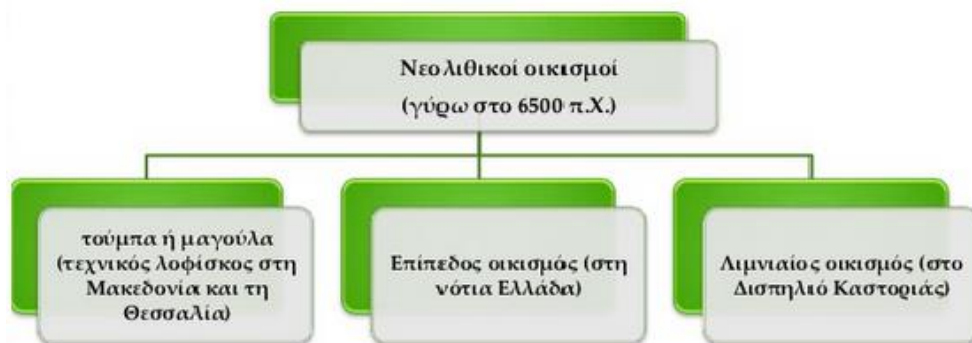 Νεολιθικοί οικισμοί
(γύρω στο 6500 π.Χ.)
τούμπα ή μαγούλα
(τεχνικός λοφίσκος στη
Μακεδονία και τη
Θεσσαλία)
Επίπεδος οικισμός (στη
νότια Ελλάδα)
Λιμνιαίος οικισμός (στο
Δισπηλιό Καστοριάς)